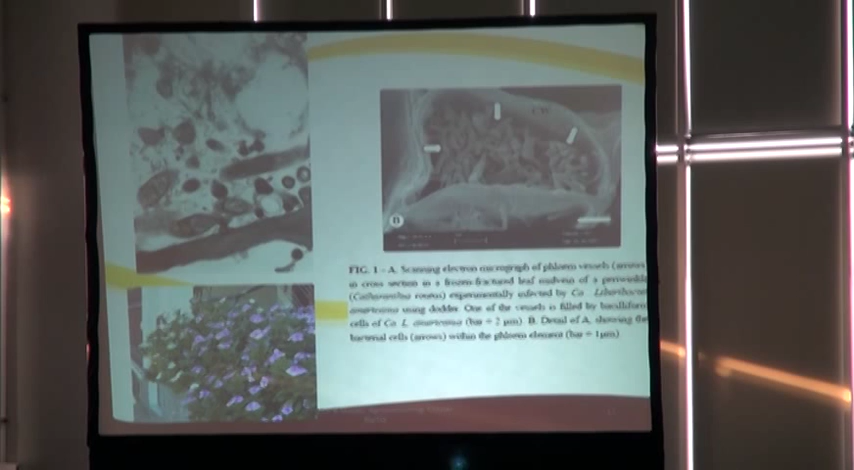 CW
B
FIG. 1 - A. Scanning electron micrograph of phloem vessels (arrows)
in cross section in a frozen-fractured leaf midvein of a periwinkle
(Catharanthus roseus) experimentally infected by Ca. Liberibacter
americanus using dodder. One of the vessels is filled by bacilliform
cells of Ca. L. americanus (bar = 2 µm). B. Detail of A, showing the
bacterial cells (arrows) within the phloem element (bar = 1µm)